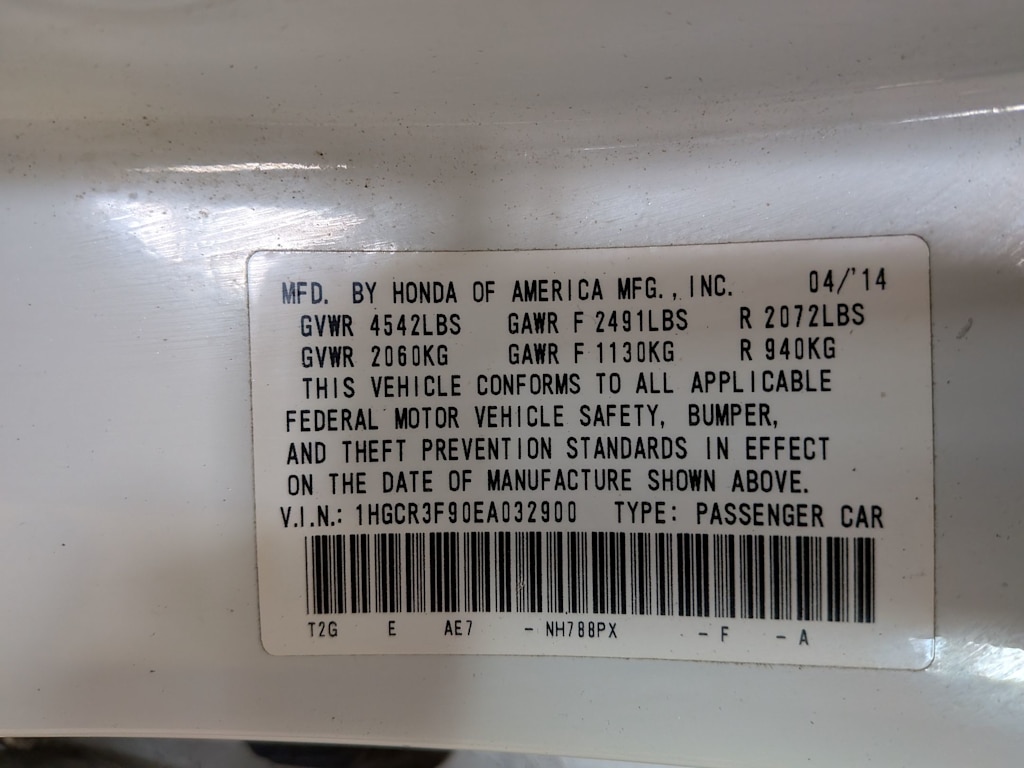 MFD. BY HONDA OF AMERICA MFG., INC. 04/'14
GVWR 4542LBS GAWR F 2491LBS R 2072LBS
GVWR 2060KG GAWR F 1130KG R 940KG
THIS VEHICLE CONFORMS TO ALL APPLICABLE
FEDERAL MOTOR VEHICLE SAFETY, BUMPER,
AND THEFT PREVENTION STANDARDS IN EFFECT
ON THE DATE OF MANUFACTURE SHOWN ABOVE.
V.I.N.: 1HGCR3F90EA032900 TYPE: PASSENGER CAR
T2G E AE7 - NH788PX - F - A